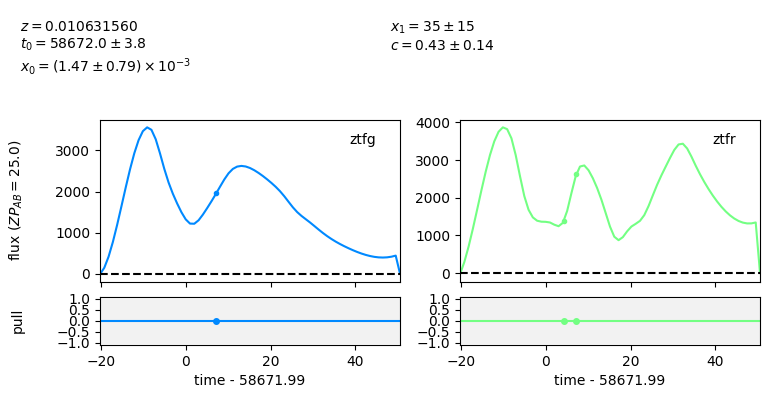 z = 0.010631560
t₀ = 58672.0 ± 3.8
x₀ = (1.47 ± 0.79) × 10⁻³
x₁ = 35 ± 15
c = 0.43 ± 0.14
flux (ZP_AB = 25.0)
ztfg
3000
2000
1000
0
ztfr
4000
3000
2000
1000
0
pull
1.0
0.5
0.0
−0.5
−1.0
−20 0 20 40
time - 58671.99
1.0
0.5
0.0
−0.5
−1.0
−20 0 20 40
time - 58671.99